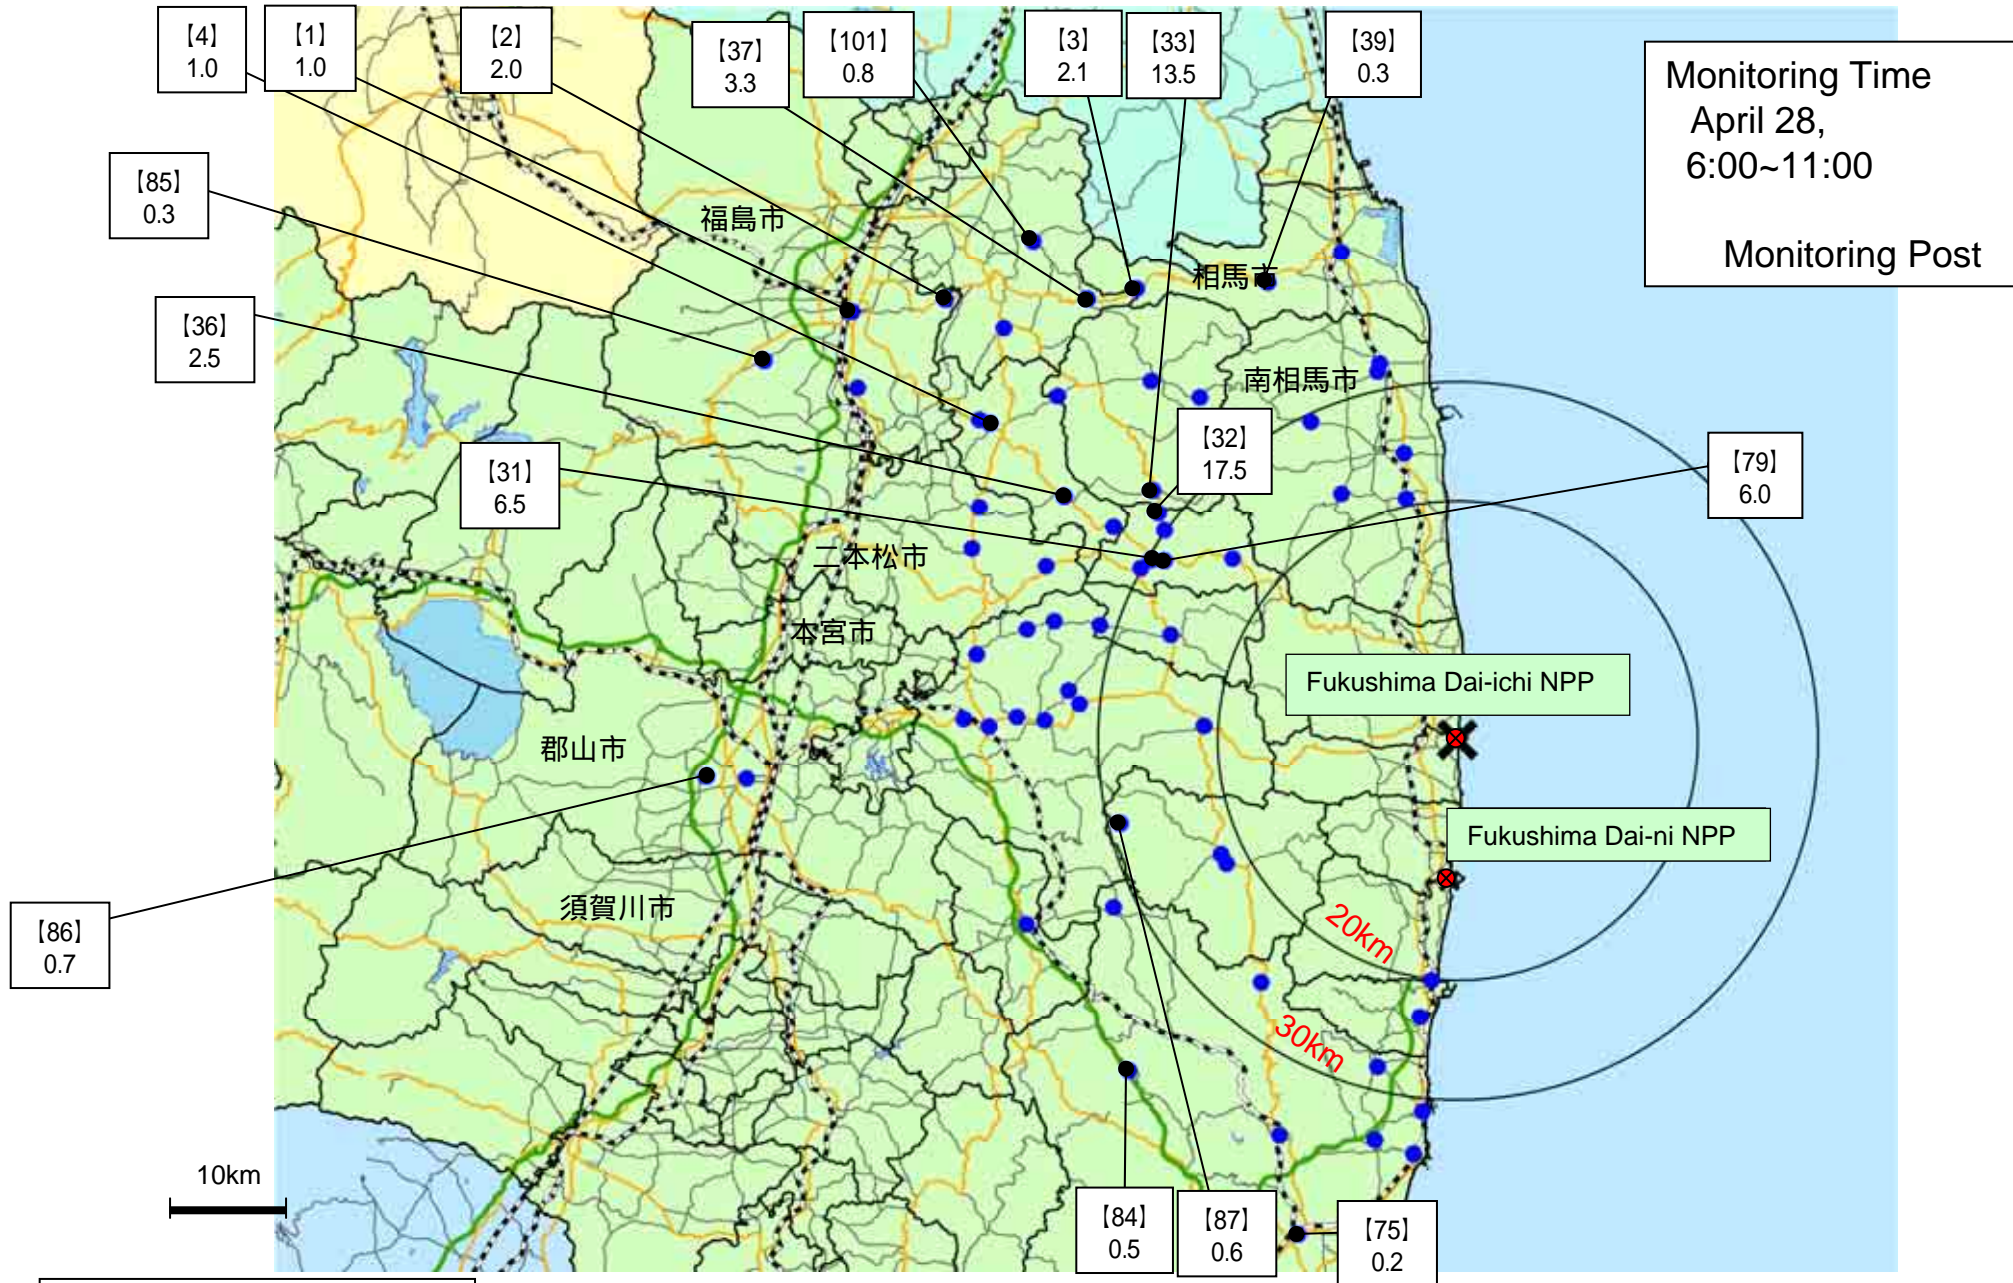 【4】
1.0
【1】
1.0
【2】
2.0
【37】
3.3
【101】
0.8
【3】
2.1
【33】
13.5
【39】
0.3
Monitoring Time
April 28,
6:00~11:00
Monitoring Post
【85】
0.3
福島市
相馬市
【36】
2.5
南相馬市
【32】
17.5
【31】
6.5
【79】
6.0
二本松市
本宮市
Fukushima Dai-ichi NPP
郡山市
Fukushima Dai-ni NPP
須賀川市
【86】
0.7
20km
30km
10km
【84】
0.5
【87】
0.6
【75】
0.2